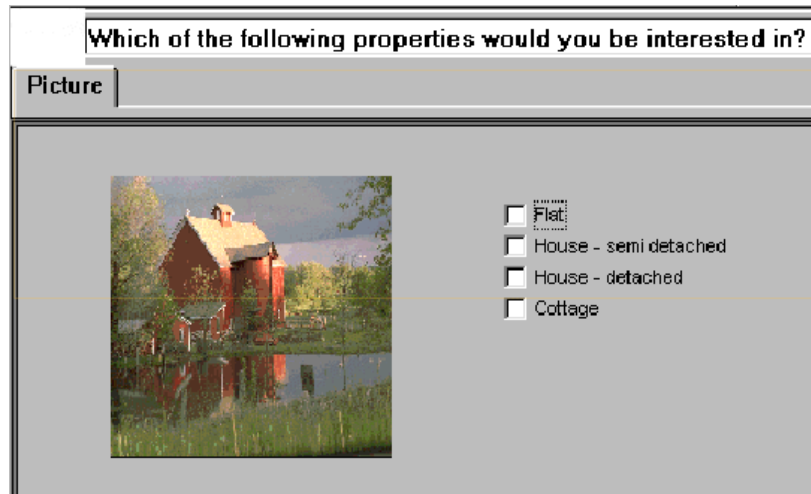 Which of the following properties would you be interested in?
Picture
Flat
House - semi detached
House - detached
Cottage